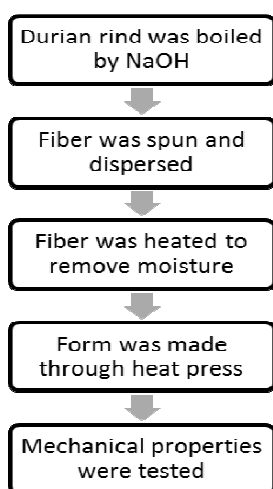 Durian rind was boiled
by NaOH
Fiber was spun and
dispersed
Fiber was heated to
remove moisture
Form was made
through heat press
Mechanical properties
were tested